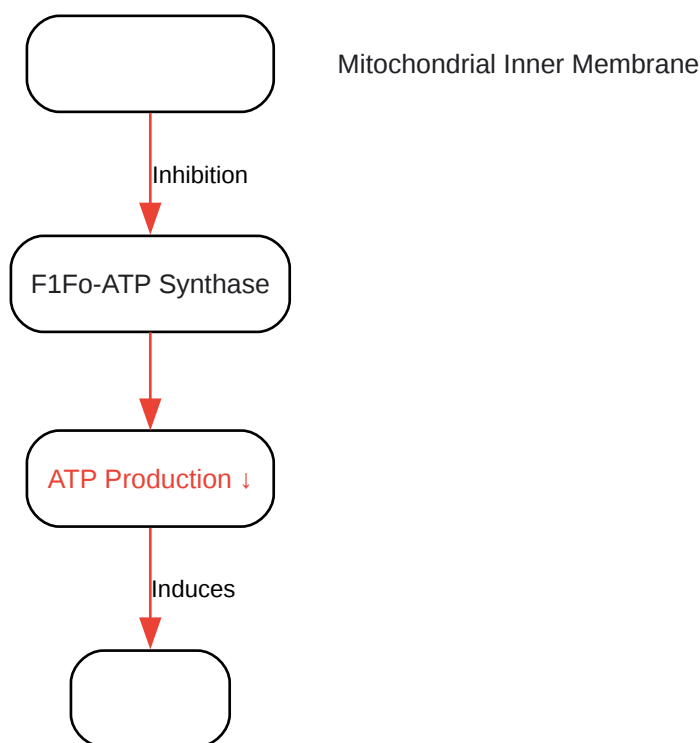 Mitochondrial Inner Membrane
Inhibition
F1Fo-ATP Synthase
ATP Production ↓
Induces